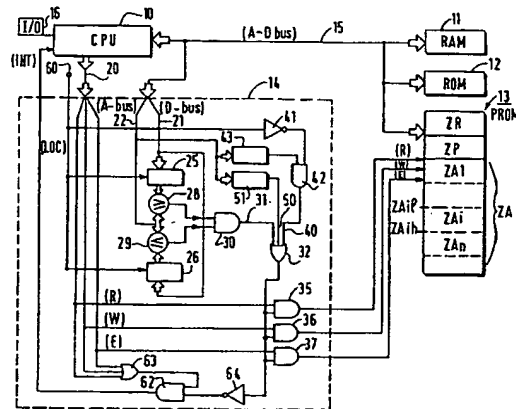 16
I/O
10
CPU
15
(A-D bus)
11
RAM
12
ROM
13
PROM
(INT)
60
20
(A-bus)
(D-bus)
22
21
14
41
43
42
51
50
40
(LOC)
25
28
29
26
30
31
32
ZR
ZP
ZA1
ZAiℓ
ZAi
ZAih
ZAn
ZA
(R)
(W)
(E)
(R)
(W)
(E)
35
36
37
63
62
64